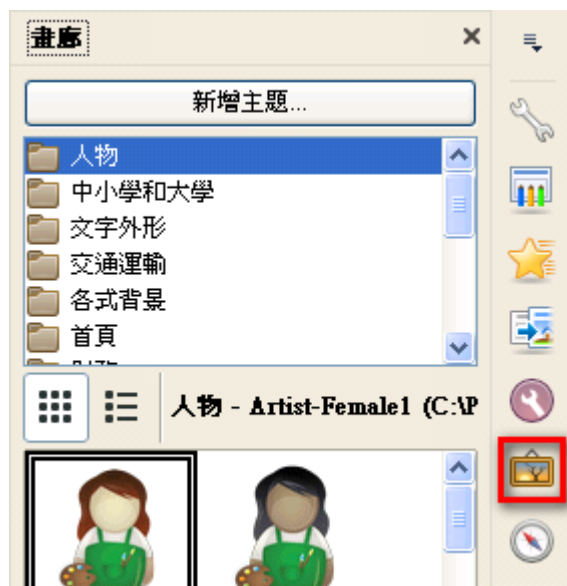 畫廊
新增主題...
人物
中小學和大學
文字外形
交通運輸
各式背景
首頁
人物 - Artist-Female1 (C:\P